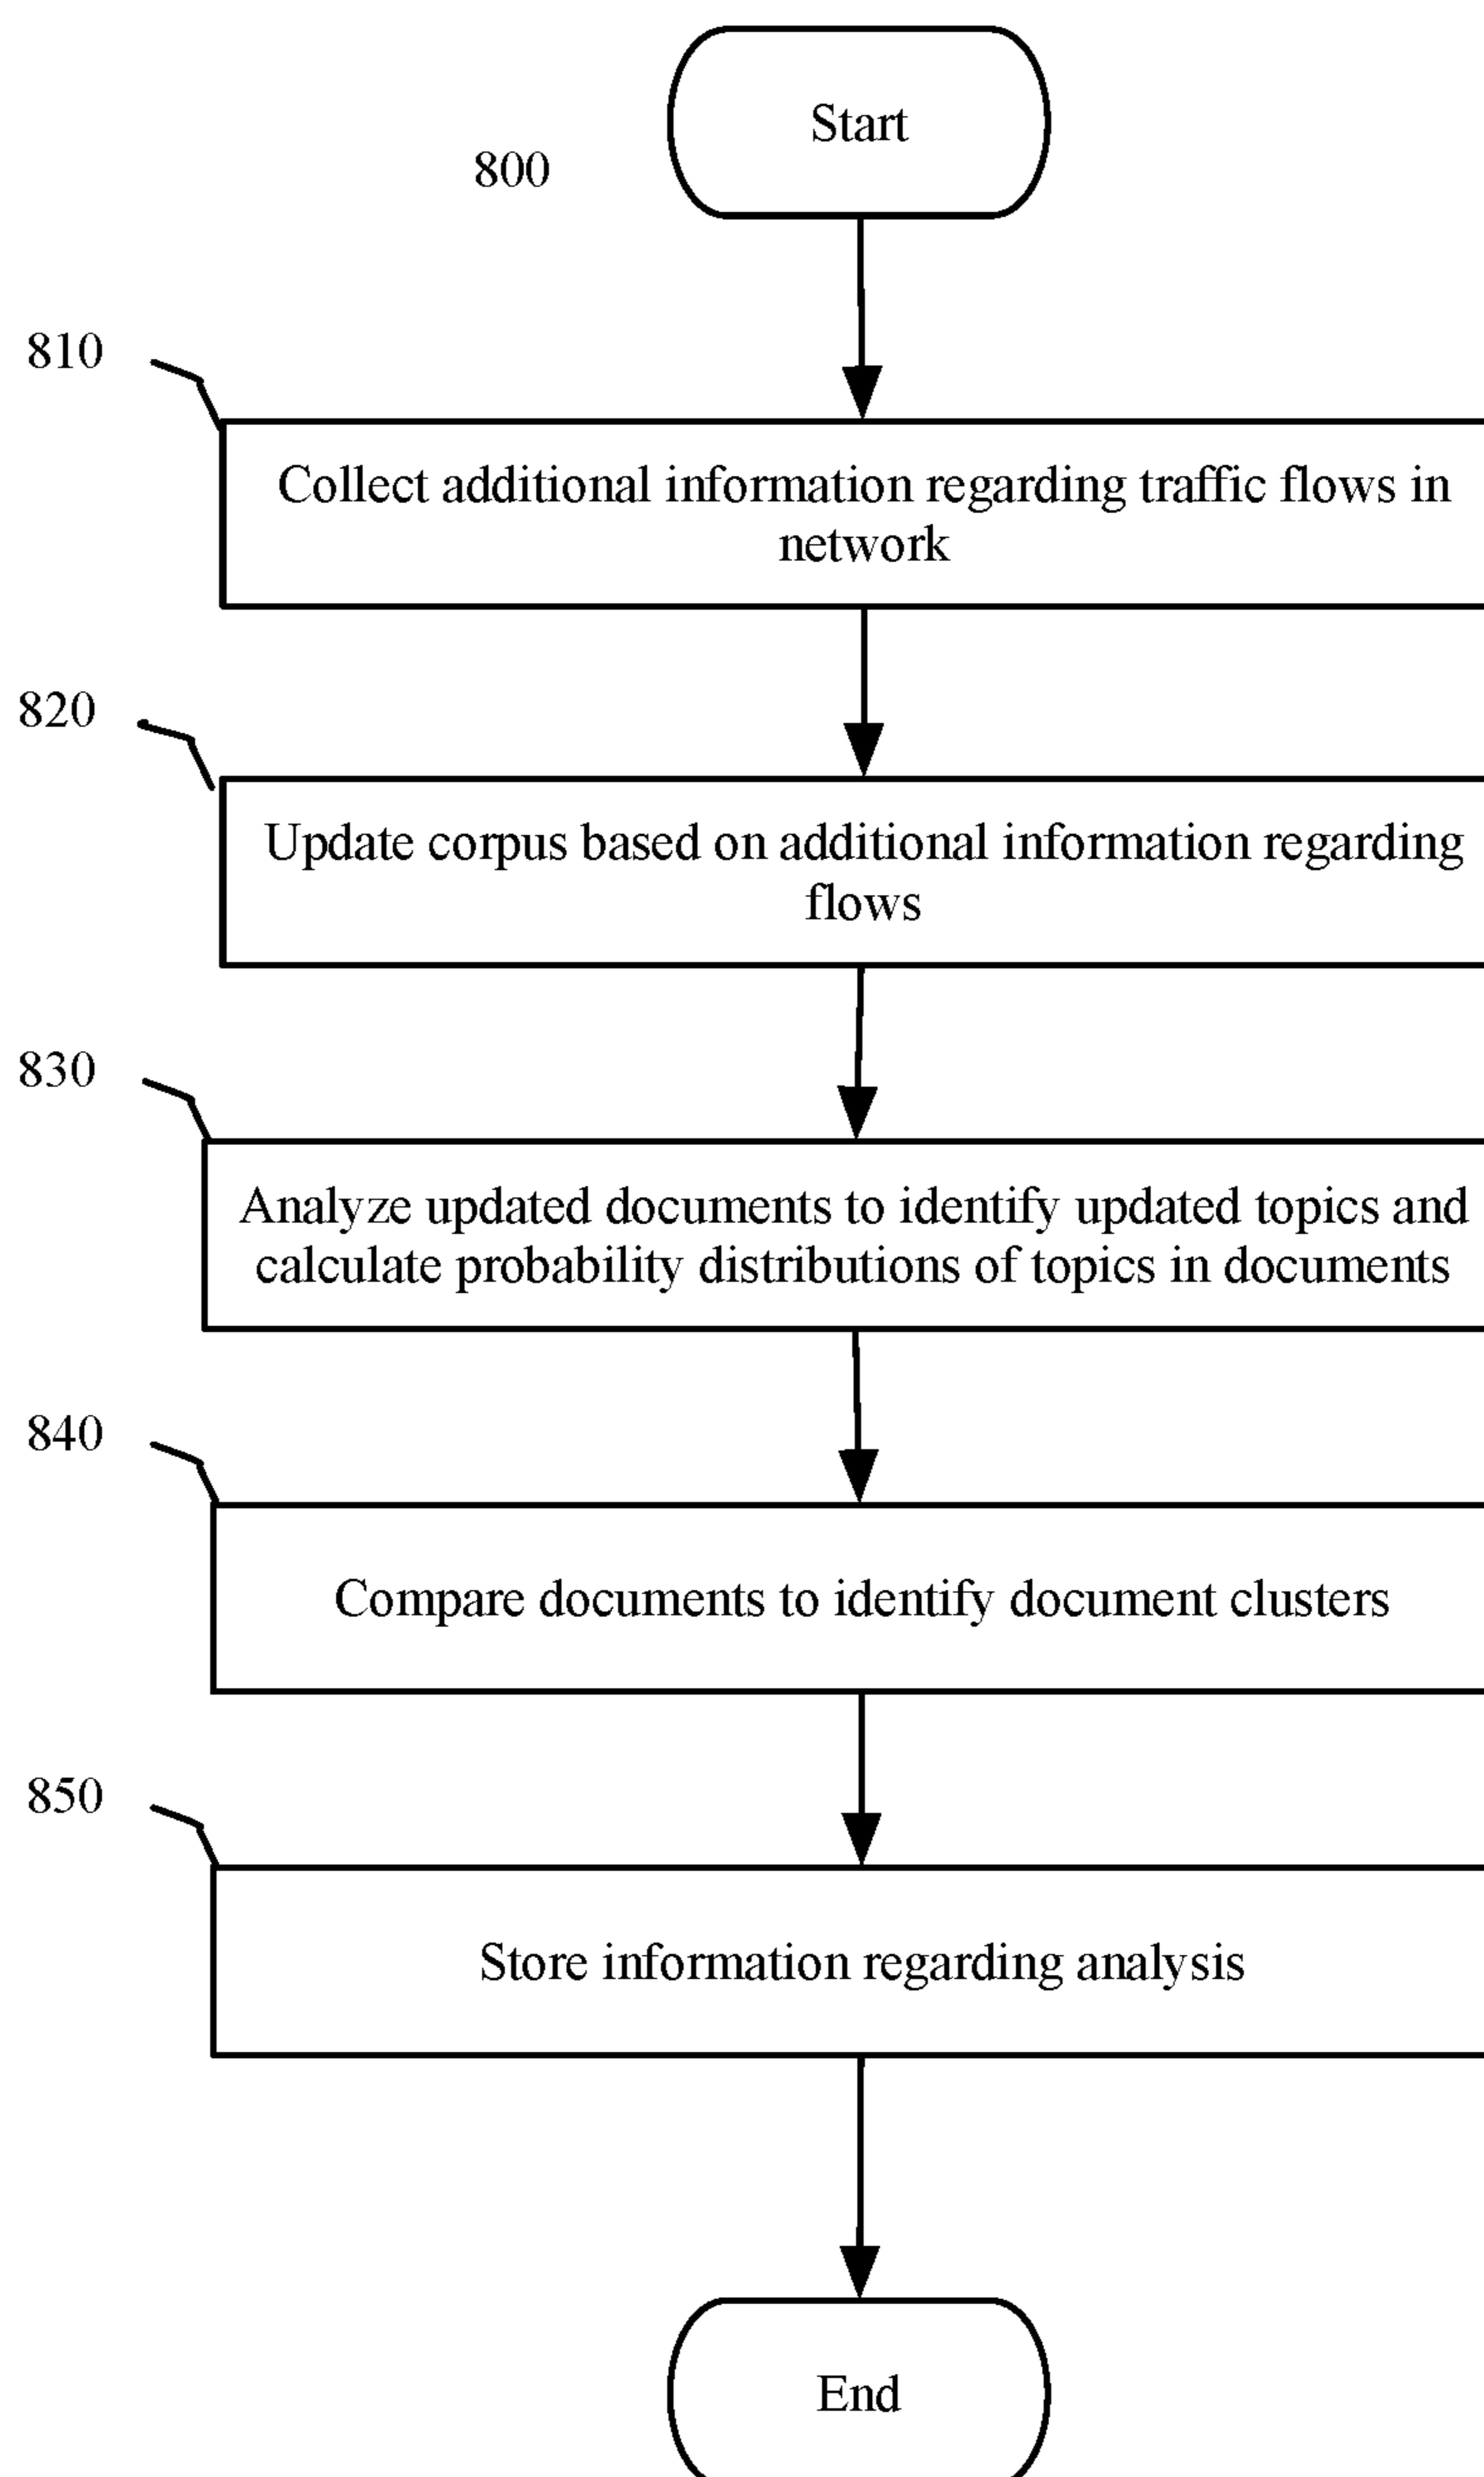 Start
800
810
Collect additional information regarding traffic flows in
network
820
Update corpus based on additional information regarding
flows
830
Analyze updated documents to identify updated topics and
calculate probability distributions of topics in documents
840
Compare documents to identify document clusters
850
Store information regarding analysis
End